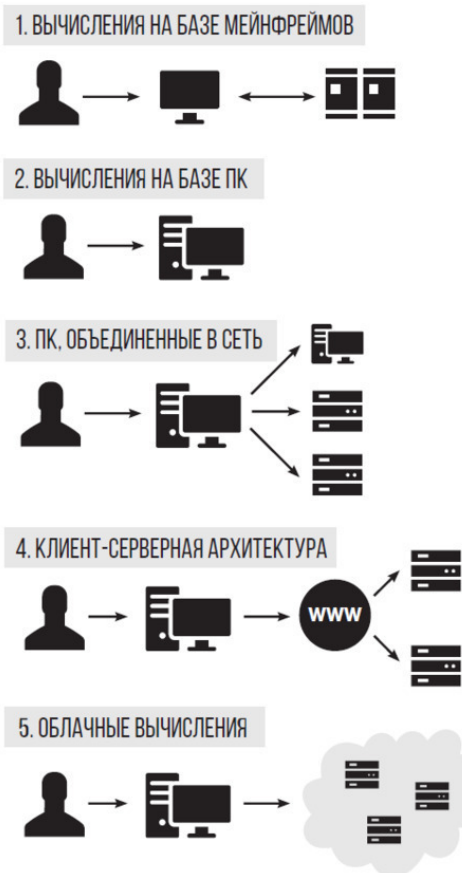 1. ВЫЧИСЛЕНИЯ НА БАЗЕ МЕЙНФРЕЙМОВ
2. ВЫЧИСЛЕНИЯ НА БАЗЕ ПК
3. ПК, ОБЪЕДИНЕННЫЕ В СЕТЬ
4. КЛИЕНТ-СЕРВЕРНАЯ АРХИТЕКТУРА
WWW
5. ОБЛАЧНЫЕ ВЫЧИСЛЕНИЯ